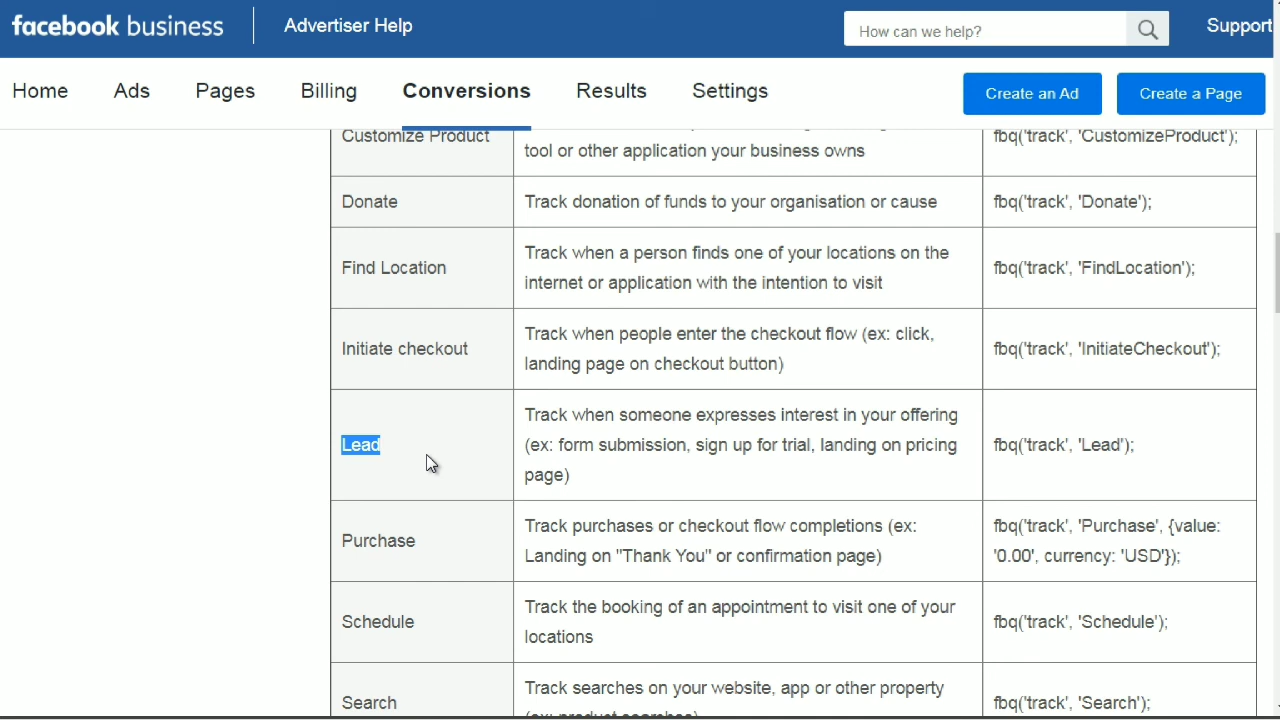 facebook business
Advertiser Help
How can we help?
Support
Home
Ads
Pages
Billing
Conversions
Results
Settings
Create an Ad
Create a Page
Customize Product
tool or other application your business owns
fbq('track', 'CustomizeProduct');
Donate
Track donation of funds to your organisation or cause
fbq('track', 'Donate');
Find Location
Track when a person finds one of your locations on the
internet or application with the intention to visit
fbq('track', 'FindLocation');
Initiate checkout
Track when people enter the checkout flow (ex: click,
landing page on checkout button)
fbq('track', 'InitiateCheckout');
Lead
Track when someone expresses interest in your offering
(ex: form submission, sign up for trial, landing on pricing
page)
fbq('track', 'Lead');
Purchase
Track purchases or checkout flow completions (ex:
Landing on "Thank You" or confirmation page)
fbq('track', 'Purchase', {value:
'0.00', currency: 'USD'});
Schedule
Track the booking of an appointment to visit one of your
locations
fbq('track', 'Schedule');
Search
Track searches on your website, app or other property
(ex: product searches)
fbq('track', 'Search');